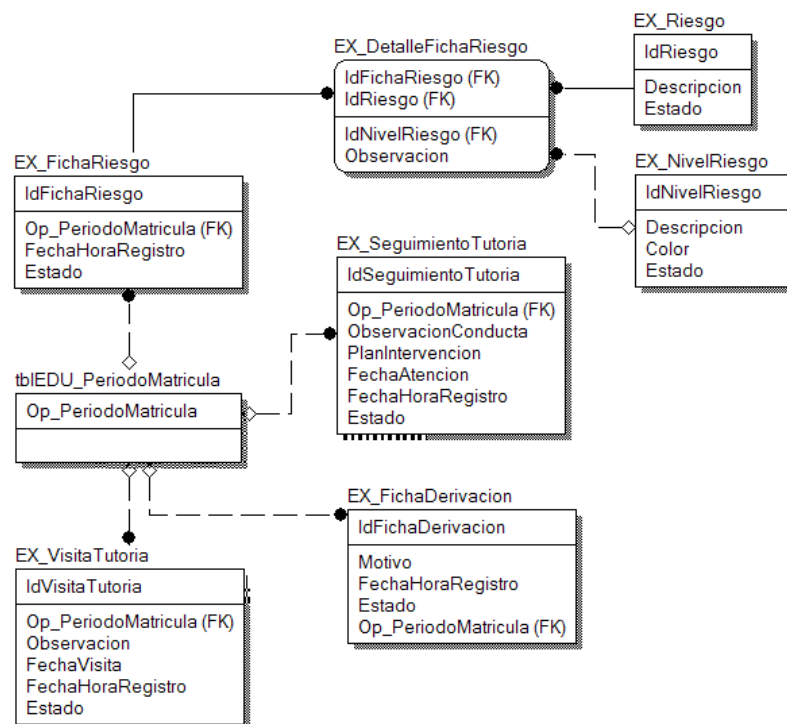 EX_Riesgo
IdRiesgo
Descripcion
Estado
EX_DetalleFichaRiesgo
IdFichaRiesgo (FK)
IdRiesgo (FK)
IdNivelRiesgo (FK)
Observacion
EX_NivelRiesgo
IdNivelRiesgo
Descripcion
Color
Estado
EX_FichaRiesgo
IdFichaRiesgo
Op_PeriodoMatricula (FK)
FechaHoraRegistro
Estado
EX_SeguimientoTutoria
IdSeguimientoTutoria
Op_PeriodoMatricula (FK)
ObservacionConducta
PlanIntervencion
FechaAtencion
FechaHoraRegistro
Estado
tblEDU_PeriodoMatricula
Op_PeriodoMatricula
EX_FichaDerivacion
IdFichaDerivacion
Motivo
FechaHoraRegistro
Estado
Op_PeriodoMatricula (FK)
EX_VisitaTutoria
IdVisitaTutoria
Op_PeriodoMatricula (FK)
Observacion
FechaVisita
FechaHoraRegistro
Estado